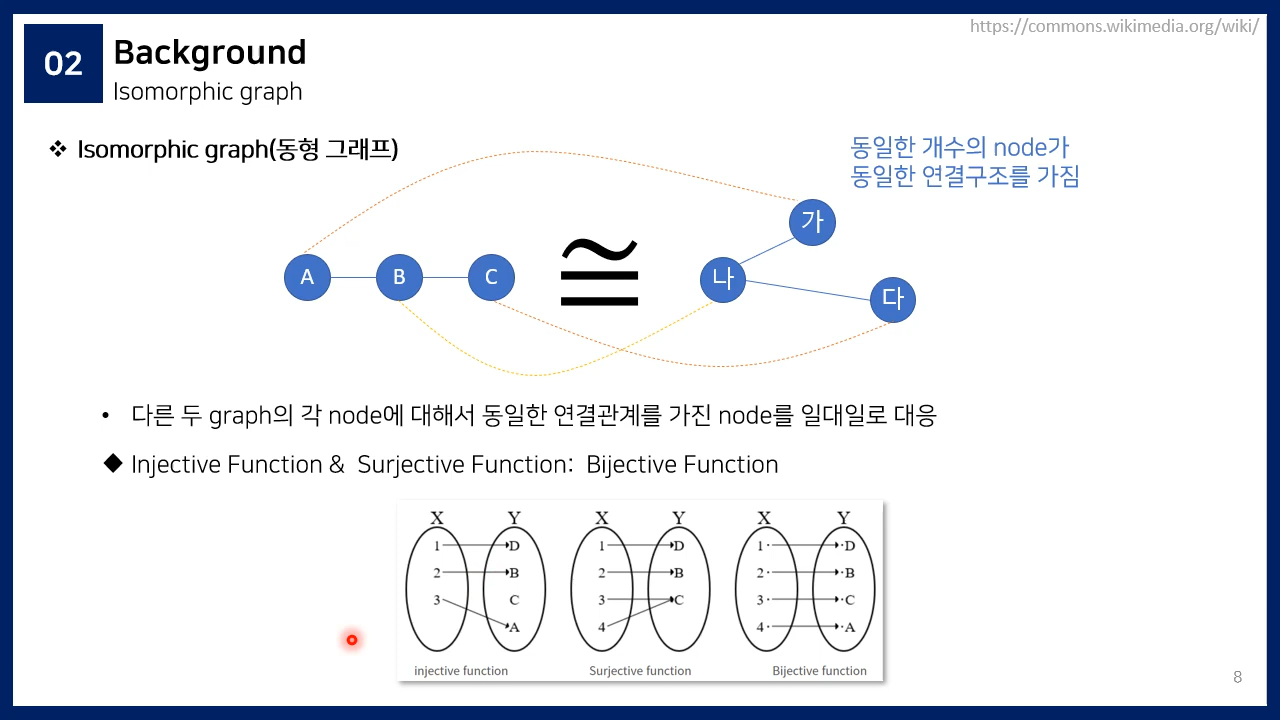 https://commons.wikimedia.org/wiki/
02
Background
Isomorphic graph
❖ Isomorphic graph(동형 그래프)
동일한 개수의 node가
동일한 연결구조를 가짐
A B C ≅ 가 나 다
• 다른 두 graph의 각 node에 대해서 동일한 연결관계를 가진 node를 일대일로 대응
◆ Injective Function & Surjective Function: Bijective Function
X Y X Y X Y
1 D 1 D 1 · · D
2 B 2 B 2 · · B
3 C 3 C 3 · · C
A 4 4 · · A
injective function Surjective function Bijective function
8